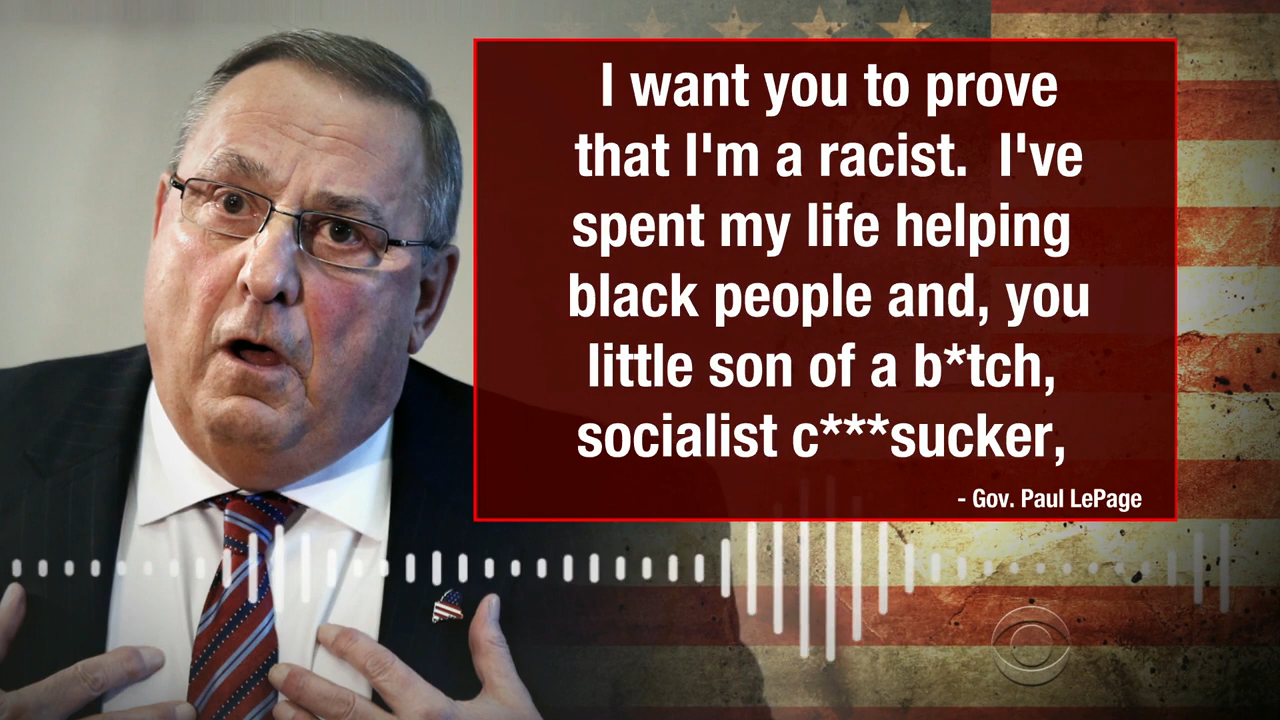 I want you to prove
that I'm a racist.  I've
spent my life helping
black people and, you
little son of a b*tch,
socialist c***sucker,
- Gov. Paul LePage